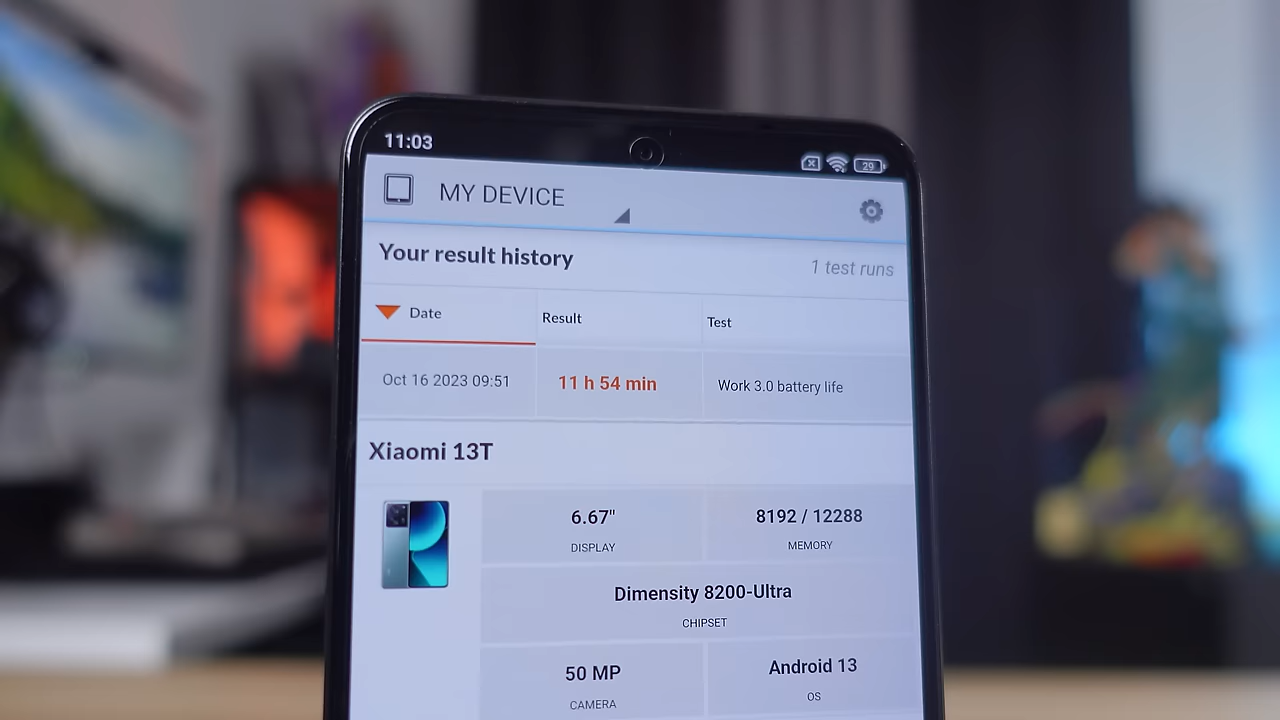 11:03
29
MY DEVICE
Your result history
1 test runs
Date
Result
Test
Oct 16 2023 09:51
11 h 54 min
Work 3.0 battery life
Xiaomi 13T
6.67"
8192 / 12288
DISPLAY
MEMORY
Dimensity 8200-Ultra
CHIPSET
50 MP
Android 13
CAMERA
OS